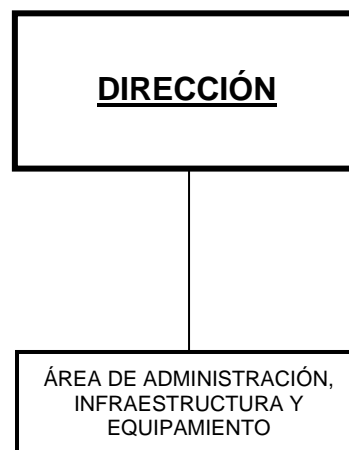 DIRECCIÓN
ÁREA DE ADMINISTRACIÓN,
INFRAESTRUCTURA Y
EQUIPAMIENTO